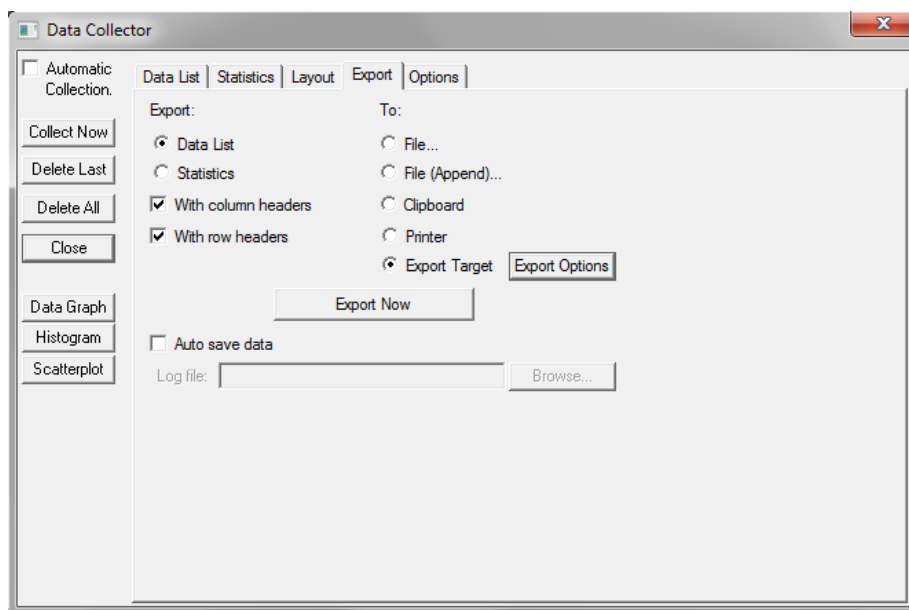 Data Collector
X
Automatic
Collection.
Collect Now
Delete Last
Delete All
Close
Data Graph
Histogram
Scatterplot
Data List
Statistics
Layout
Export
Options
Export:
Data List
Statistics
With column headers
With row headers
To:
File...
File (Append)...
Clipboard
Printer
Export Target
Export Options
Export Now
Auto save data
Log file:
Browse...